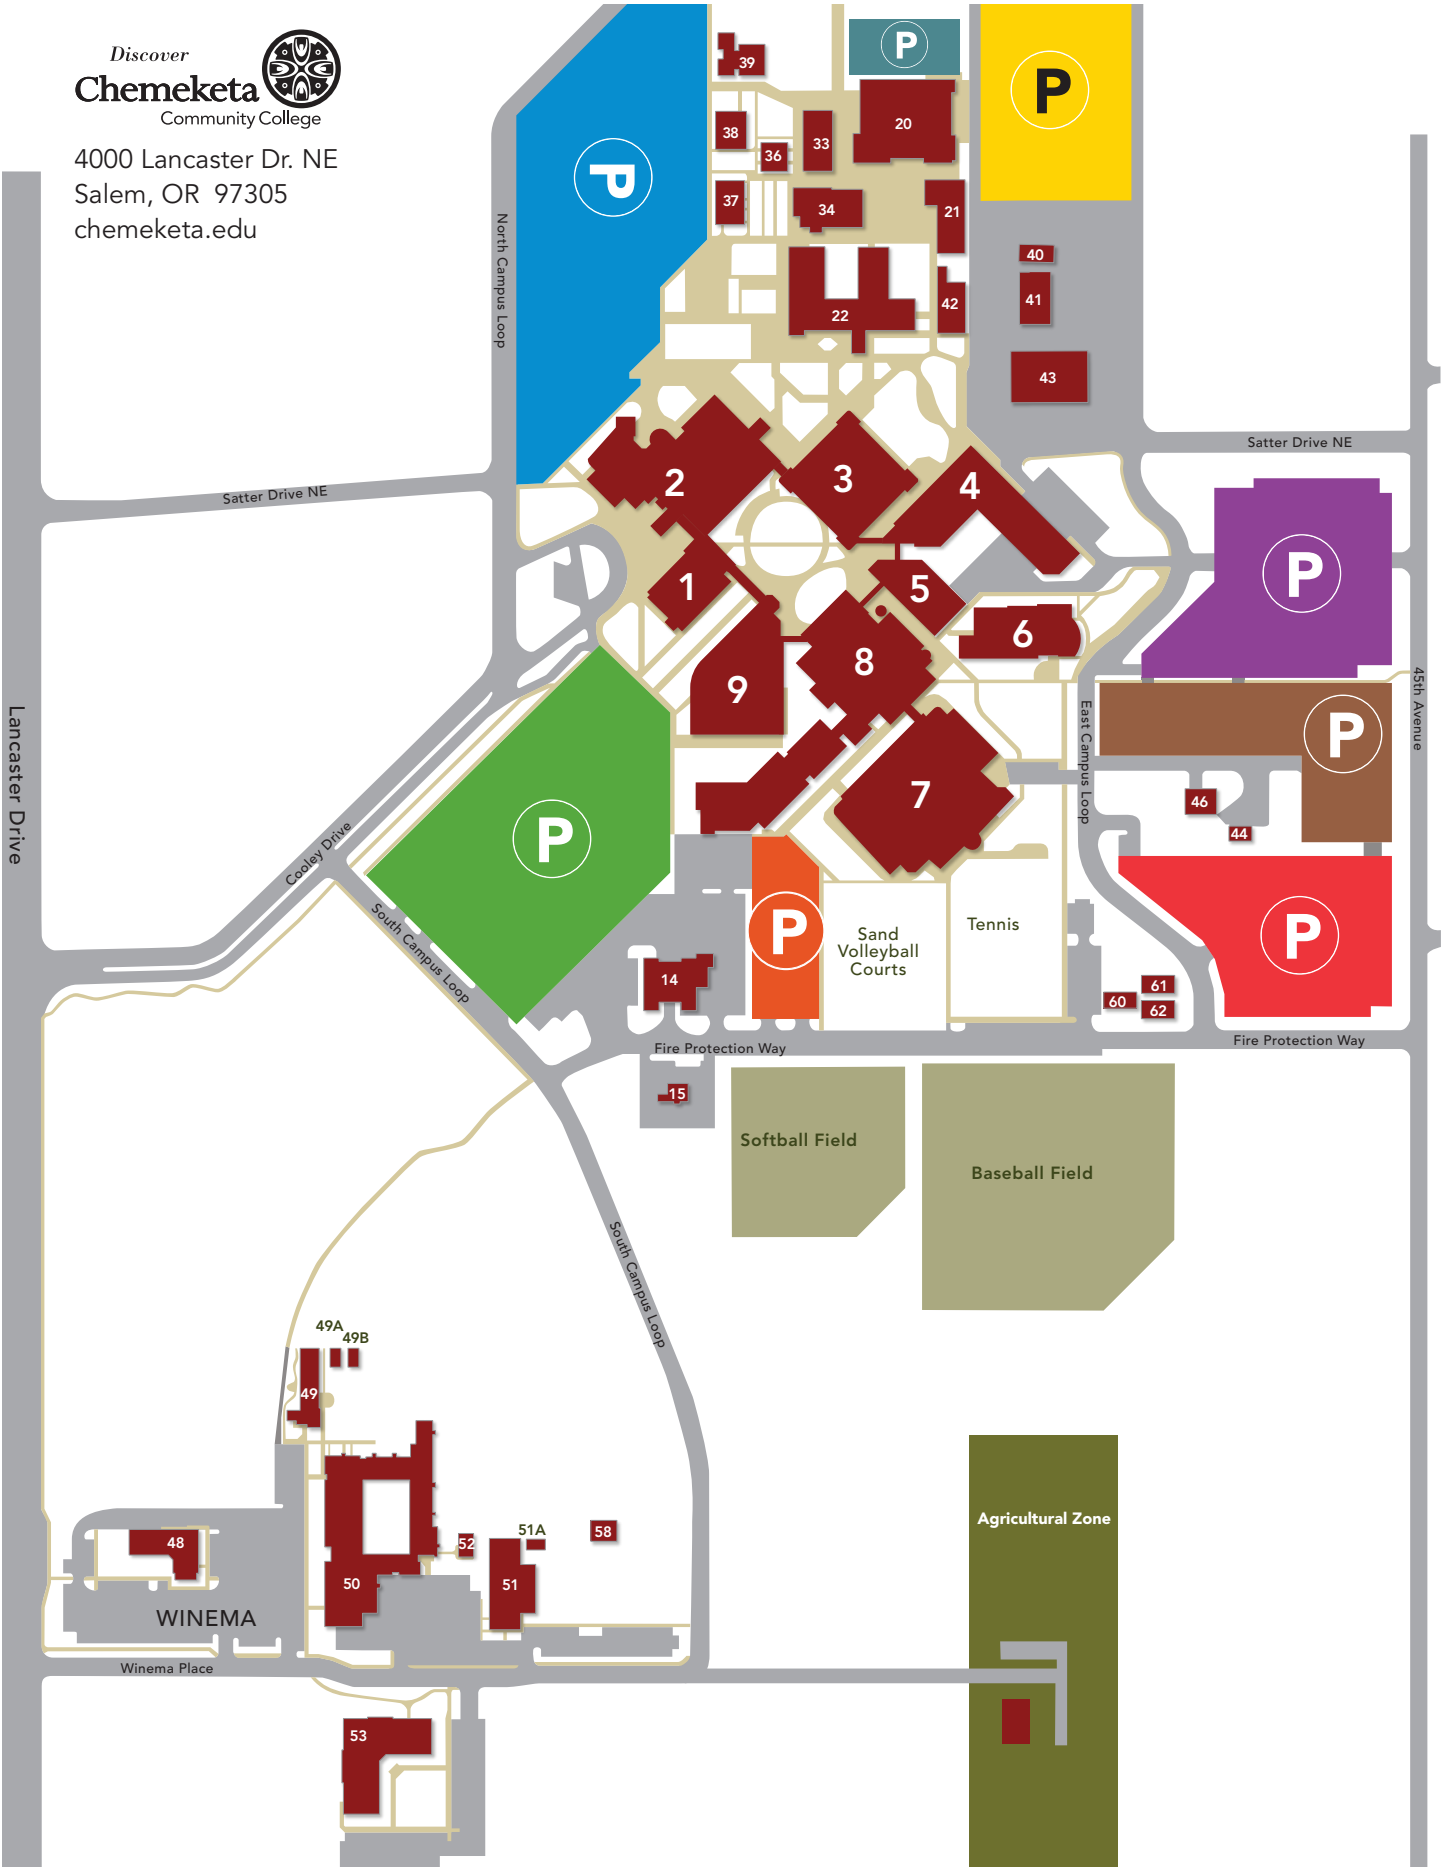 Discover
Chemeketa
Community College
4000 Lancaster Dr. NE
Salem, OR 97305
chemeketa.edu
P
P
P
39
38
36
33
20
37
34
21
40
41
42
22
43
North Campus Loop
Satter Drive NE
Satter Drive NE
2
3
4
1
5
6
8
9
7
P
P
P
45th Avenue
East Campus Loop
46
44
Lancaster Drive
Cooley Drive
South Campus Loop
P
P
P
Sand
Volleyball
Courts
Tennis
14
60
61
62
Fire Protection Way
Fire Protection Way
15
Softball Field
Baseball Field
South Campus Loop
49A
49B
49
48
50
52
51A
51
58
Agricultural Zone
WINEMA
Winema Place
53